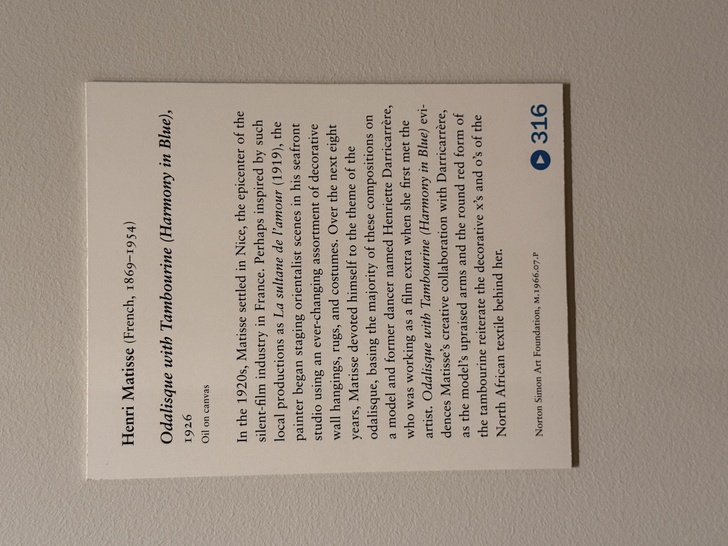 Henri Matisse (French, 1869–1954)
Odalisque with Tambourine (Harmony in Blue),
1926
Oil on canvas
In the 1920s, Matisse settled in Nice, the epicenter of the
silent-film industry in France. Perhaps inspired by such
local productions as La sultane de l'amour (1919), the
painter began staging orientalist scenes in his seafront
studio using an ever-changing assortment of decorative
wall hangings, rugs, and costumes. Over the next eight
years, Matisse devoted himself to the theme of the
odalisque, basing the majority of these compositions on
a model and former dancer named Henriette Darricarrère,
who was working as a film extra when she first met the
artist. Odalisque with Tambourine (Harmony in Blue) evi-
dences Matisse's creative collaboration with Darricarrère,
as the model's upraised arms and the round red form of
the tambourine reiterate the decorative x's and o's of the
North African textile behind her.
Norton Simon Art Foundation, M.1966.07.P
316